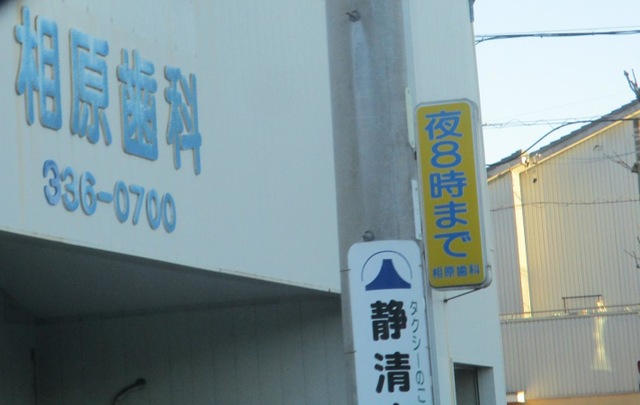 相原歯科
336-0700
夜8時まで
相原歯科
静清
タクシーのご